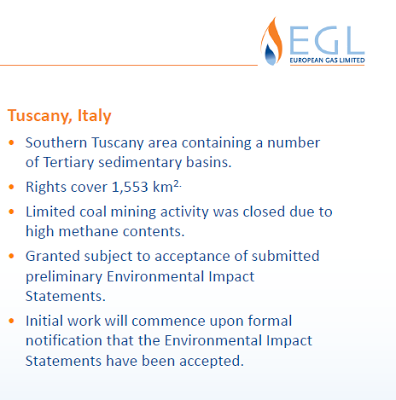 EGL
EUROPEAN GAS LIMITED
Tuscany, Italy
• Southern Tuscany area containing a number
of Tertiary sedimentary basins.
• Rights cover 1,553 km².
• Limited coal mining activity was closed due to
high methane contents.
• Granted subject to acceptance of submitted
preliminary Environmental Impact
Statements.
• Initial work will commence upon formal
notification that the Environmental Impact
Statements have been accepted.